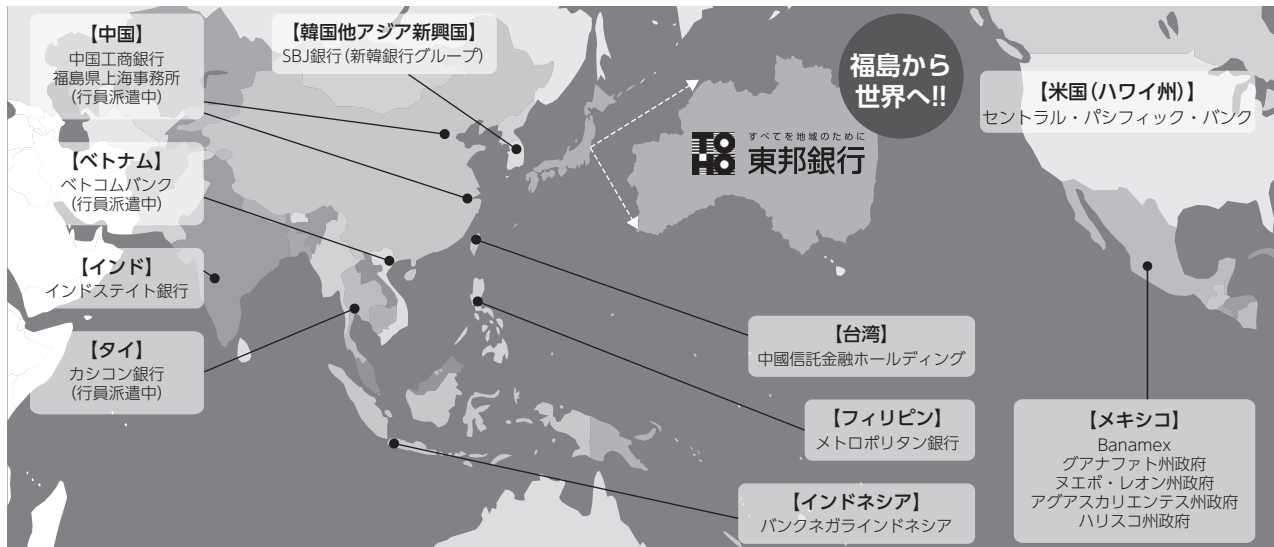 【中国】
中国工商銀行
福島県上海事務所
(行員派遣中)
【韓国他アジア新興国】
SBJ銀行(新韓銀行グループ)
福島から
世界へ!!
【米国(ハワイ州)】
セントラル・パシフィック・バンク
TO
HO
すべてを地域のために
東邦銀行
【ベトナム】
ベトコムバンク
(行員派遣中)
【インド】
インドステイト銀行
【タイ】
カシコン銀行
(行員派遣中)
【台湾】
中國信託金融ホールディング
【フィリピン】
メトロポリタン銀行
【インドネシア】
バンクネガラインドネシア
【メキシコ】
Banamex
グアナファト州政府
ヌエボ・レオン州政府
アグアスカリエンテス州政府
ハリスコ州政府